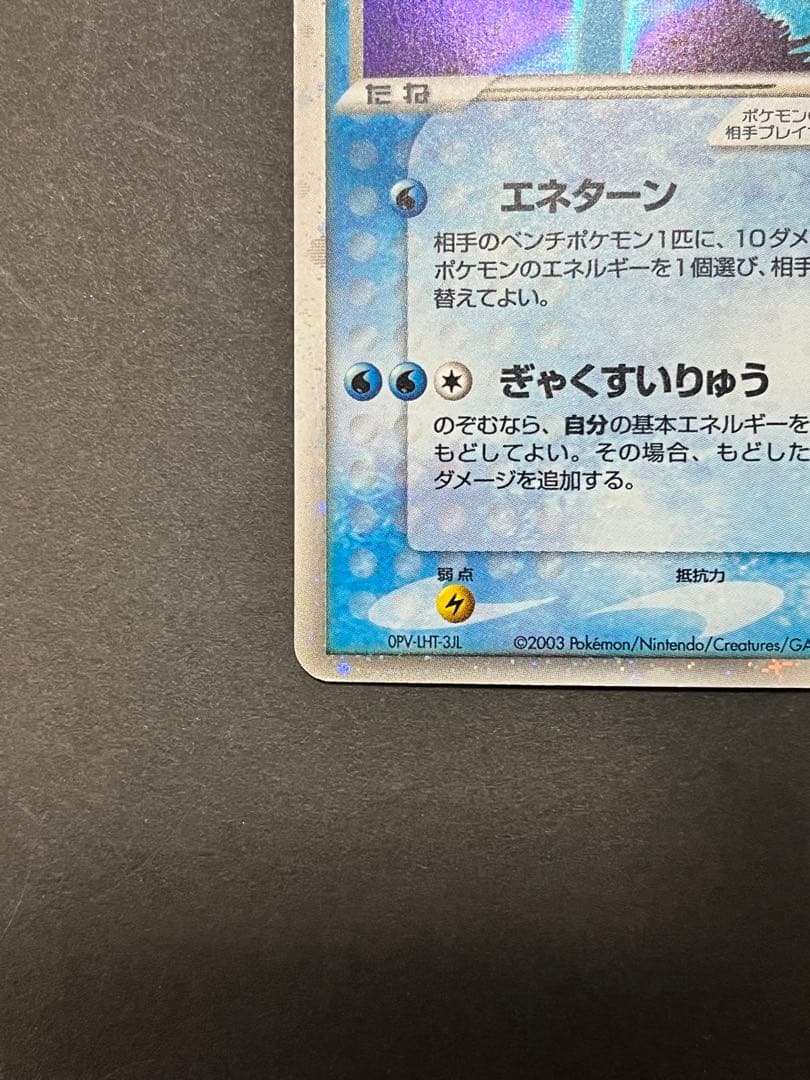 たね
ポケモン
相手プレイ
エネターン
相手のベンチポケモン1匹に、10ダメ
ポケモンのエネルギーを1個選び、相手
替えてよい。
ぎゃくすいりゅう
のぞむなら、自分の基本エネルギーを
もどしてよい。その場合、もどした
ダメージを追加する。
弱点
抵抗力
0PV-LHT-3JL
©2003 Pokémon/Nintendo/Creatures/GA